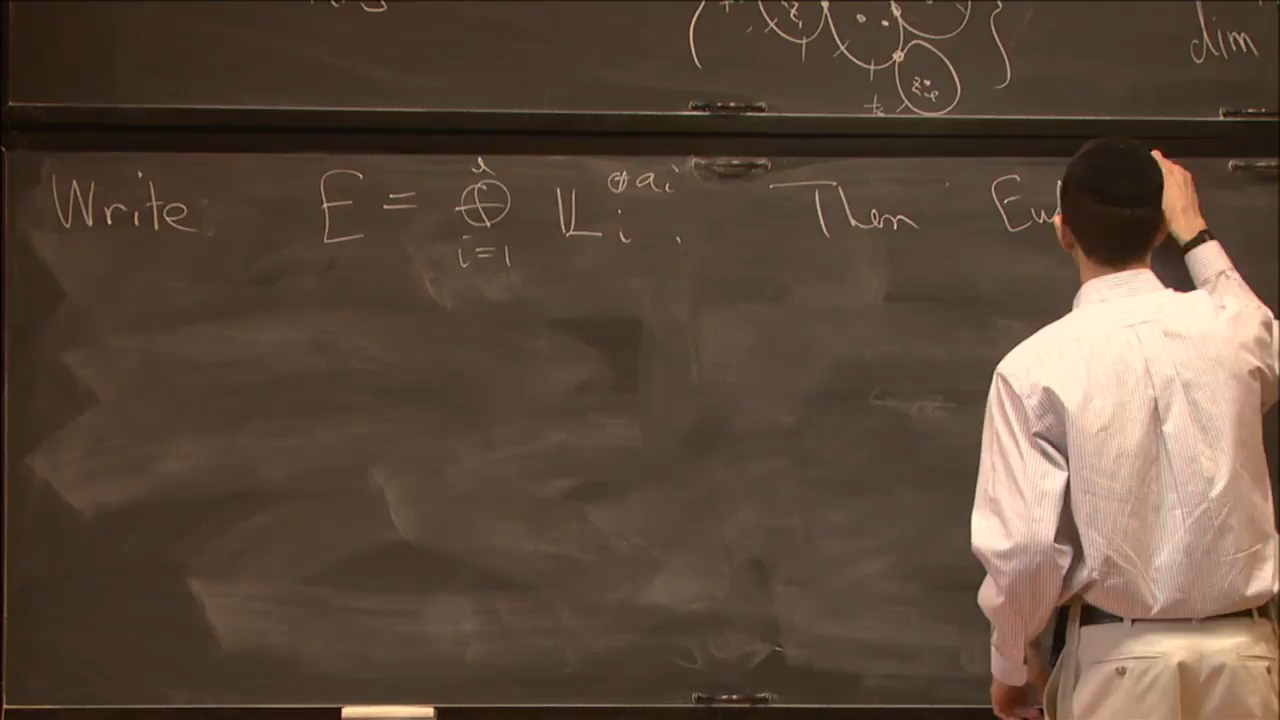 dim
Write E = ⊕_{i=1}^{l} 𝕃_i^{⊕a_i}. Then Eu